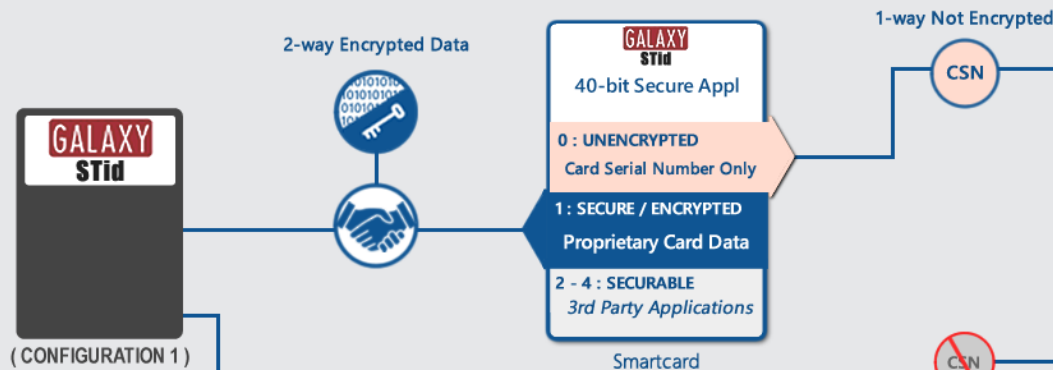 1-way Not Encrypted
2-way Encrypted Data
GALAXY
STid
40-bit Secure Appl
CSN
0 : UNENCRYPTED
Card Serial Number Only
GALAXY
STid
1 : SECURE / ENCRYPTED
Proprietary Card Data
2 - 4 : SECURABLE
3rd Party Applications
( CONFIGURATION 1 )
Smartcard
CSN